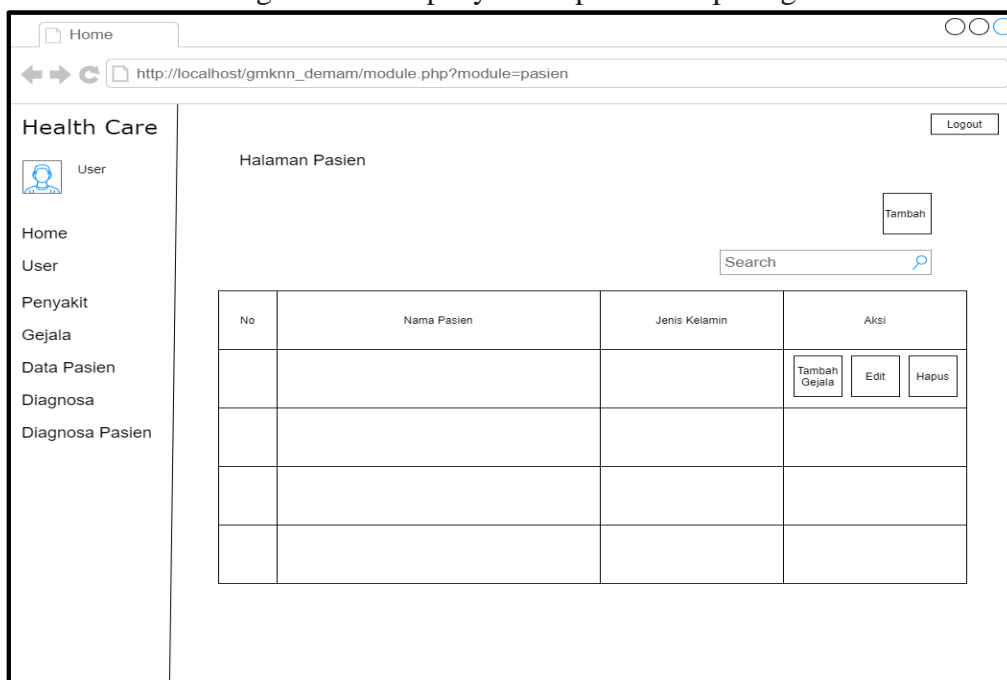 Home
http://localhost/gmknn_demam/module.php?module=pasien
Health Care
Logout
User
Halaman Pasien
Tambah
Search
Home
User
Penyakit
Gejala
Data Pasien
Diagnosa
Diagnosa Pasien
No Nama Pasien Jenis Kelamin Aksi
Tambah
Gejala Edit Hapus